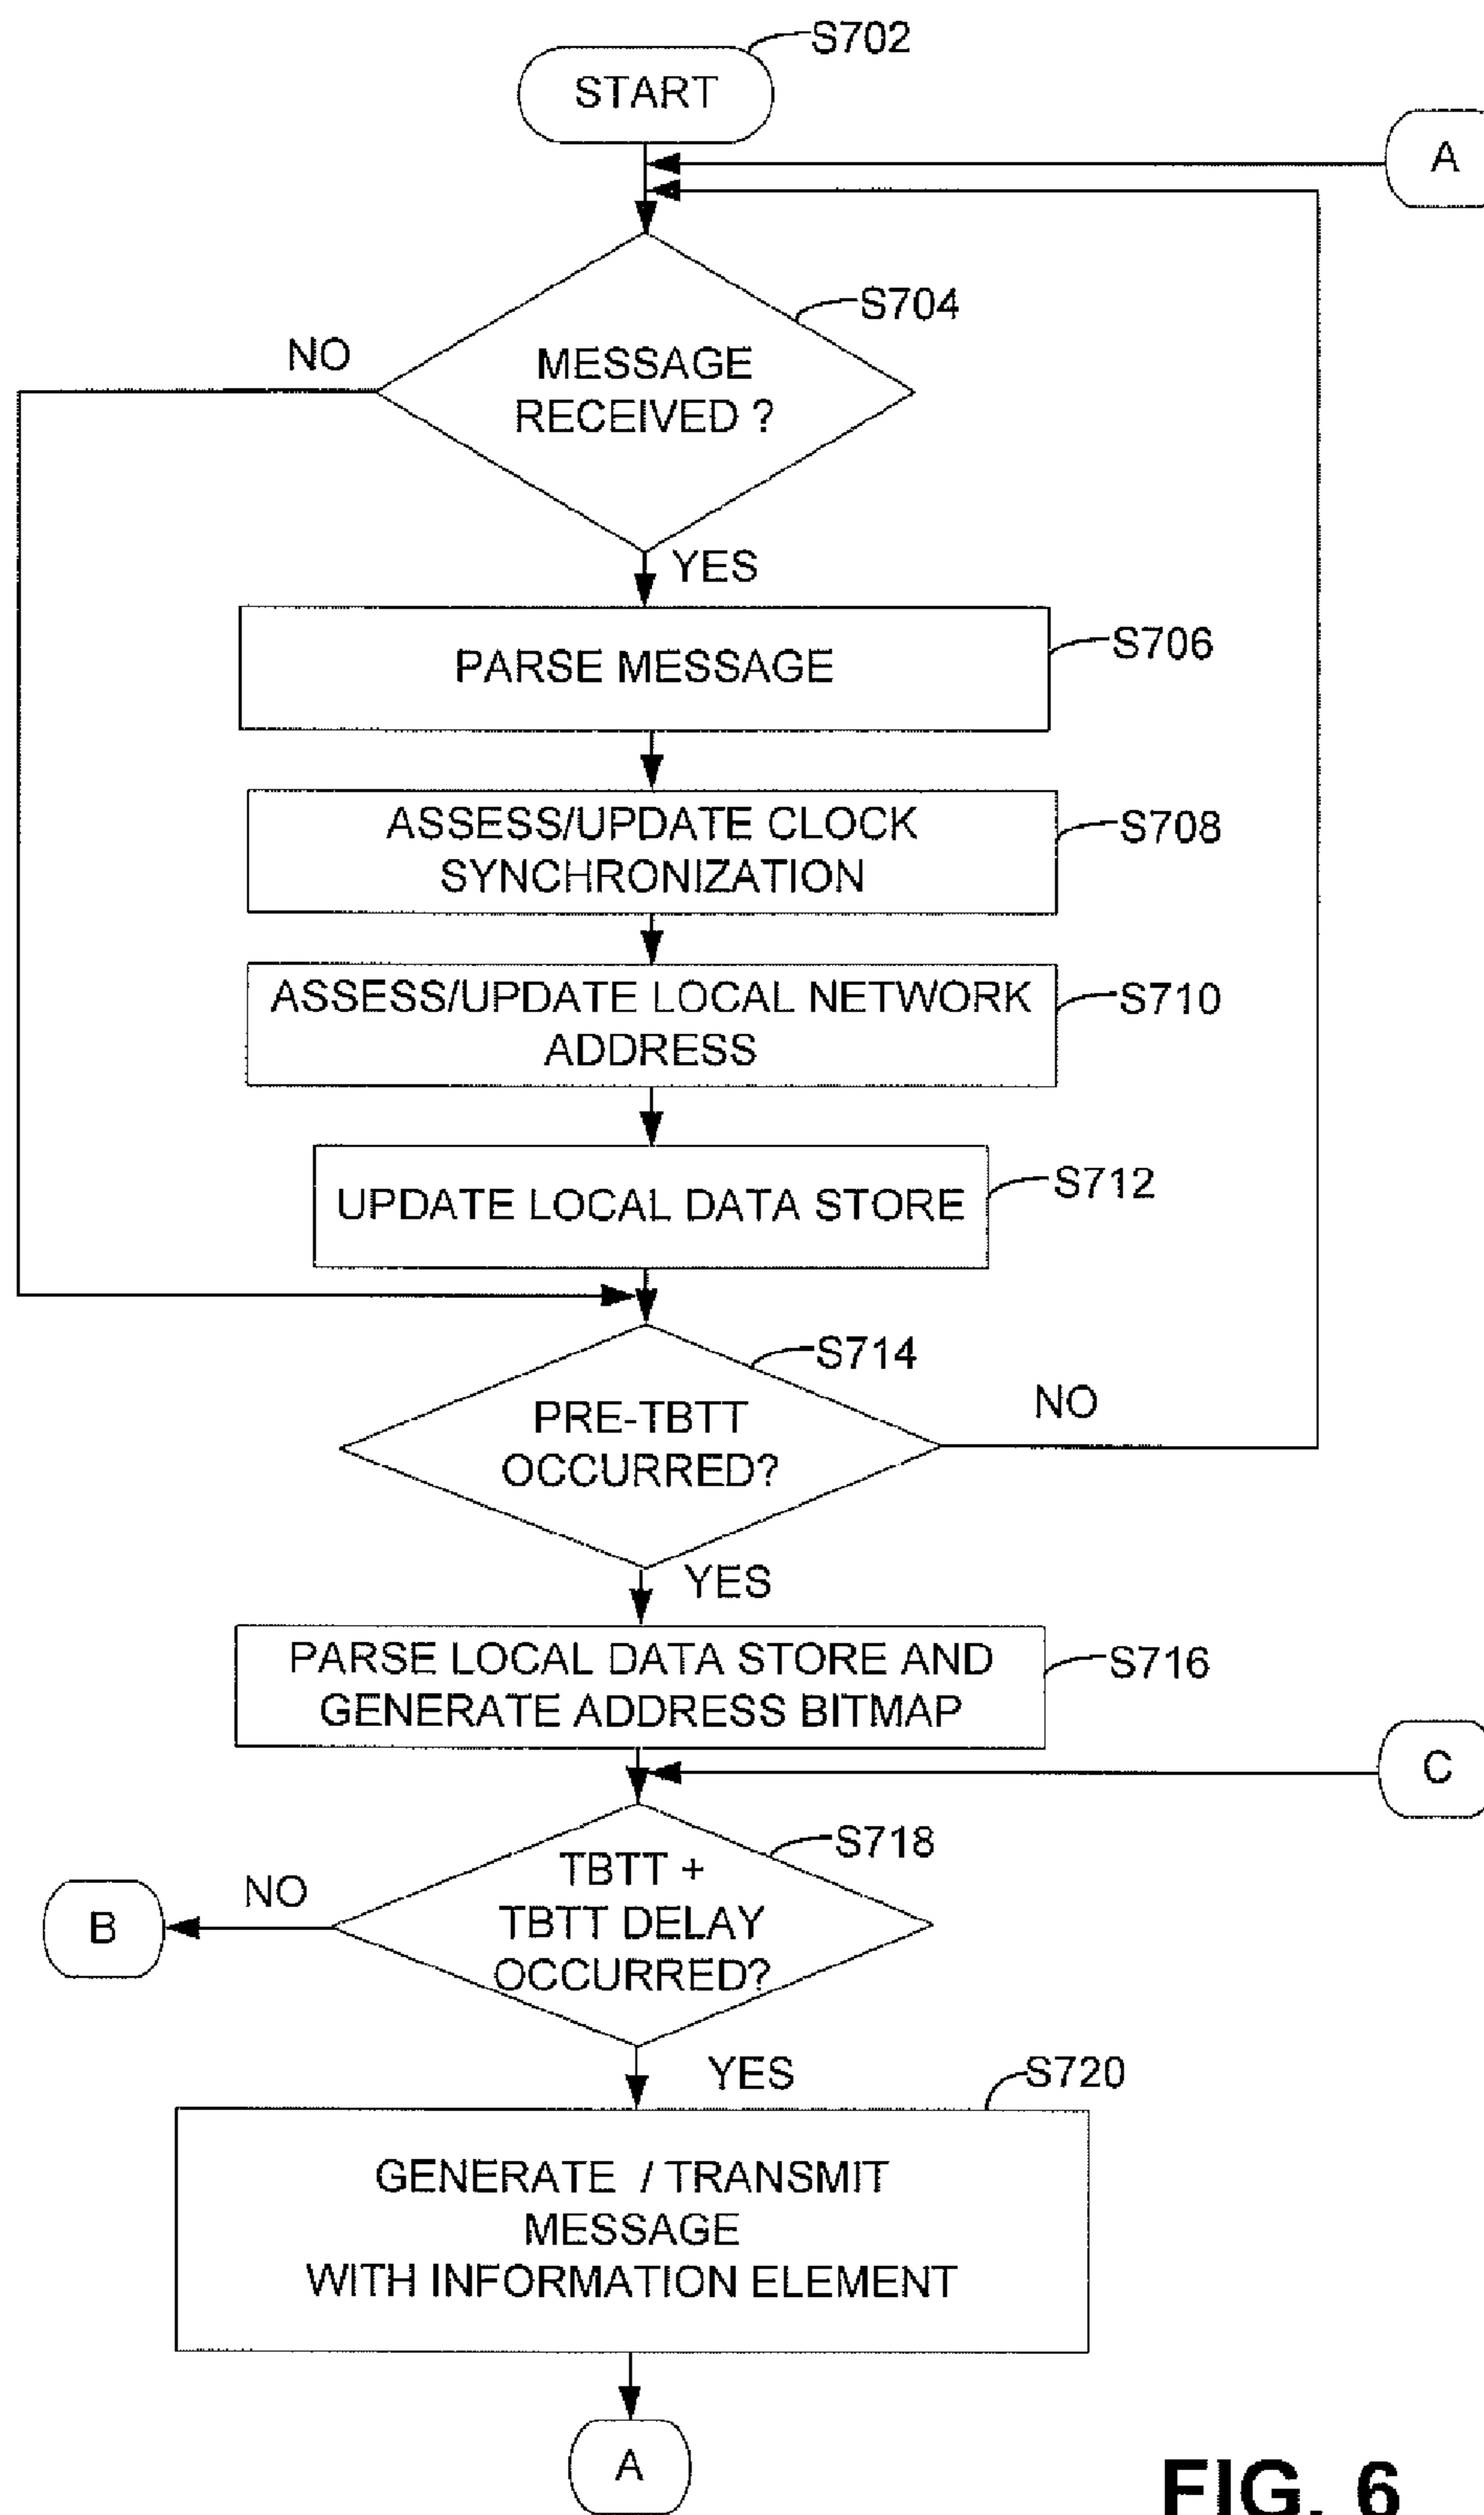 S702
START
A
S704
NO
MESSAGE
RECEIVED ?
YES
PARSE MESSAGE
S706
ASSESS/UPDATE CLOCK
SYNCHRONIZATION
S708
ASSESS/UPDATE LOCAL NETWORK
ADDRESS
S710
UPDATE LOCAL DATA STORE
S712
S714
PRE-TBTT
OCCURRED?
NO
YES
PARSE LOCAL DATA STORE AND
GENERATE ADDRESS BITMAP
S716
C
S718
TBTT +
TBTT DELAY
OCCURRED?
NO
B
YES
S720
GENERATE / TRANSMIT
MESSAGE
WITH INFORMATION ELEMENT
A
FIG. 6